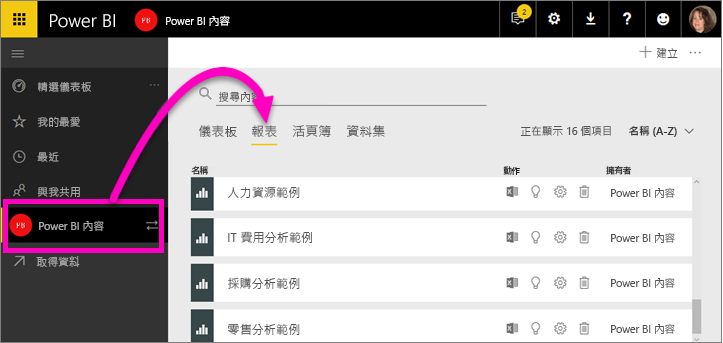 Power BI
PB
Power BI 內容
2
?
精選儀表板
...
我的最愛
最近
與我共用
PB
Power BI 內容
取得資料
建立
...
搜尋內
儀表板
報表
活頁簿
資料集
正在顯示 16 個項目
名稱 (A-Z)
名稱
動作
擁有者
人力資源範例
Power BI 內容
IT 費用分析範例
Power BI 內容
採購分析範例
Power BI 內容
零售分析範例
Power BI 內容